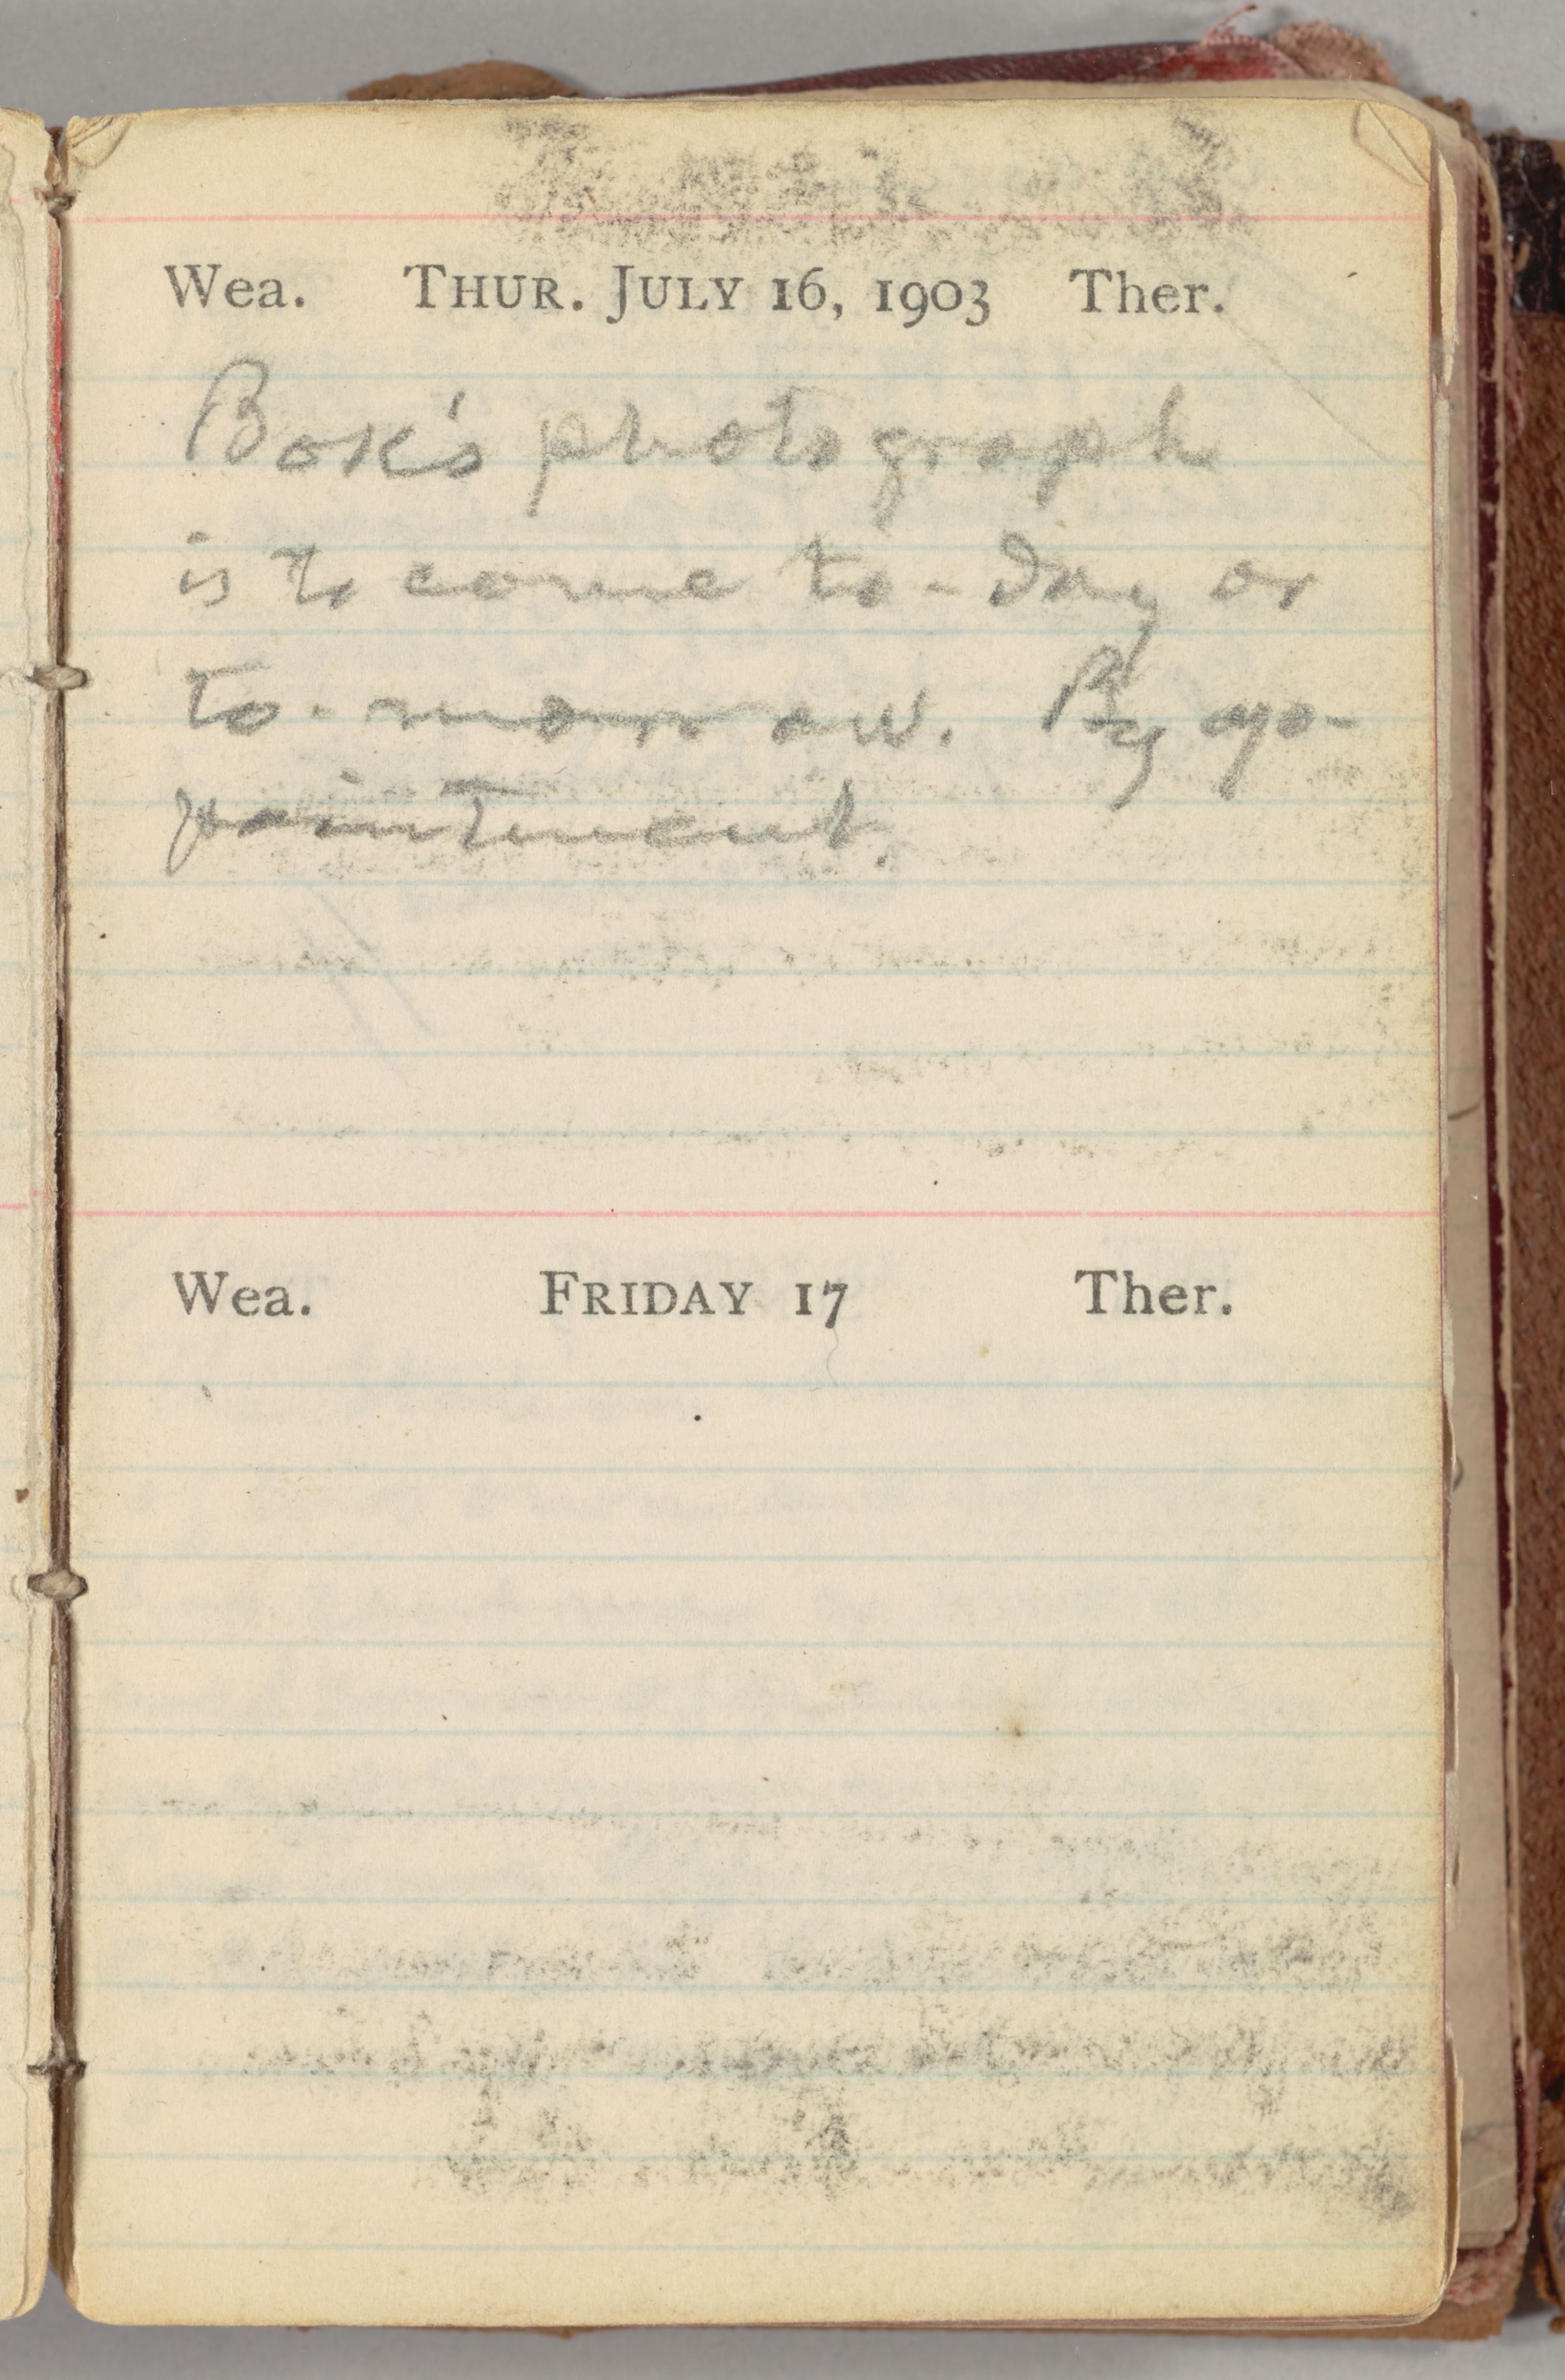 Wea. THUR. JULY 16, 1903 Ther.
Bok's photograph
is to come to-day or
to-morrow. By ap-
pointment.
Wea. FRIDAY 17 Ther.